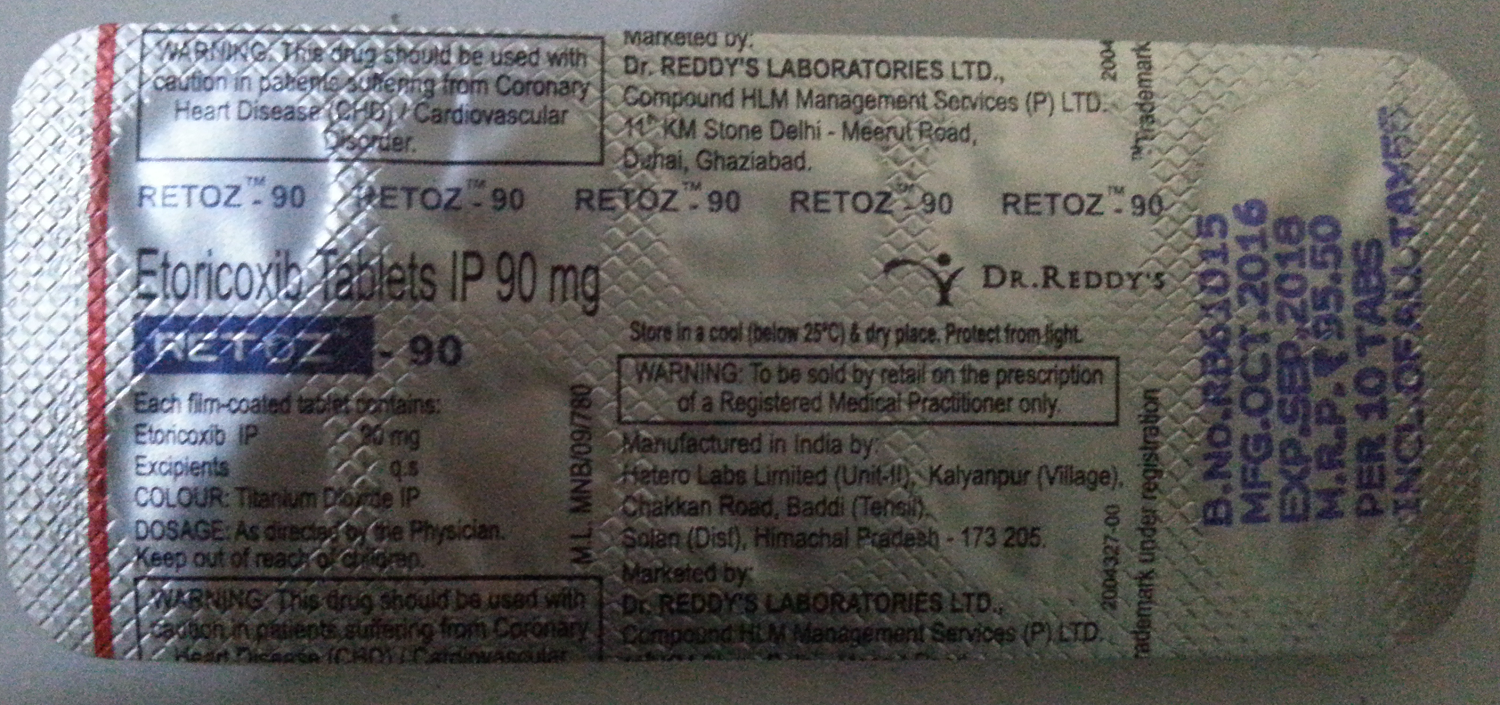 WARNING: This drug should be used with
caution in patients suffering from Coronary
Heart Disease (CHD) / Cardiovascular
Disorder.
Marketed by:
Dr. REDDY'S LABORATORIES LTD.,
Compound HLM Management Services (P) LTD.
11th KM Stone Delhi - Meerut Road,
Duhai, Ghaziabad.
2004
™Trademark
RETOZ™-90 RETOZ™-90 RETOZ™-90 RETOZ™-90 RETOZ™-90
Etoricoxib Tablets IP 90 mg
RETOZ - 90
Each film-coated tablet contains:
Etoricoxib IP 90 mg
Excipients q.s
COLOUR: Titanium Dioxide IP
DOSAGE: As directed by the Physician.
Keep out of reach of children.
M.L. MNB/09/780
WARNING: This drug should be used with
caution in patients suffering from Coronary
Heart Disease (CHD) / Cardiovascular
DR.REDDY'S
Store in a cool (below 25°C) & dry place. Protect from light.
WARNING: To be sold by retail on the prescription
of a Registered Medical Practitioner only.
Manufactured in India by:
Hetero Labs Limited (Unit-II), Kalyanpur (Village),
Chakkan Road, Baddi (Tehsil),
Solan (Dist), Himachal Pradesh - 173 205.
Marketed by:
Dr. REDDY'S LABORATORIES LTD.,
Compound HLM Management Services (P) LTD.
2004327-00
rademark under registration
B.NO.RB61015
MFG.OCT.2016
EXP.SEP.2018
M.R.P. ₹ 95.50
PER 10 TABS
INCL.OF ALL TAXES